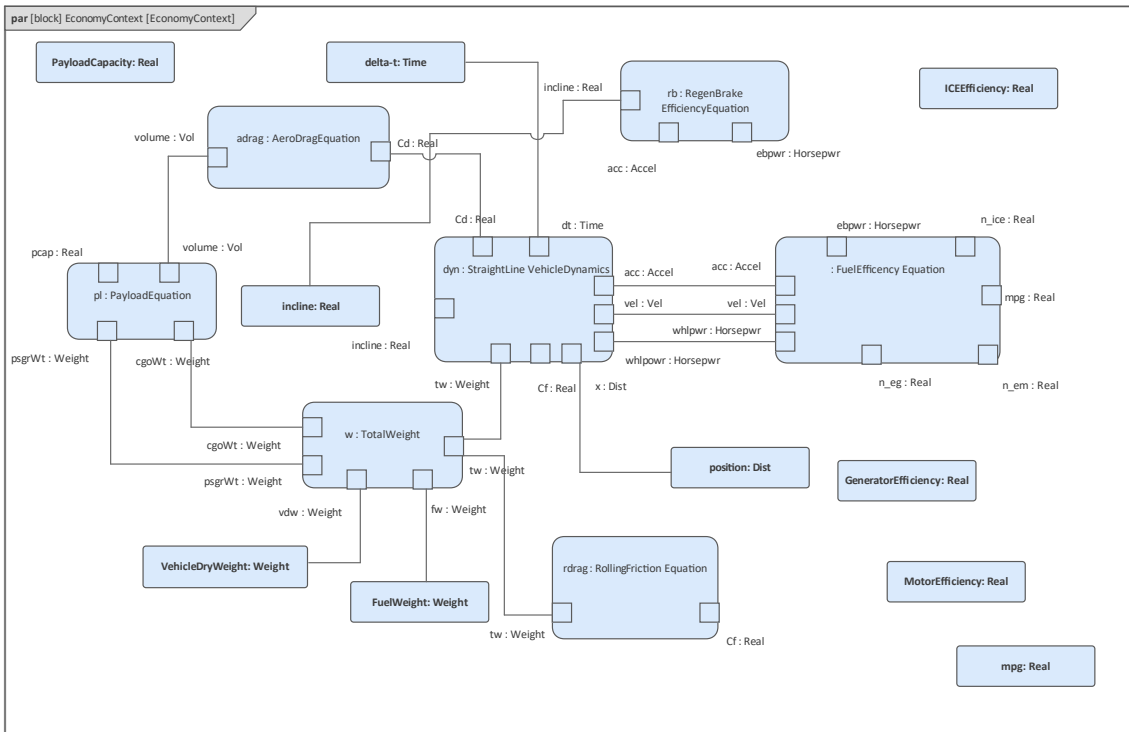 par [block] EconomyContext [EconomyContext]
PayloadCapacity: Real
delta-t: Time
incline : Real
rb : RegenBrake
EfficiencyEquation
ICEEfficiency: Real
volume : Vol
adrag : AeroDragEquation
Cd : Real
acc : Accel
ebpwr : Horsepwr
pcap : Real
volume : Vol
Cd : Real
dt : Time
ebpwr : Horsepwr
n_ice : Real
pl : PayloadEquation
dyn : StraightLine VehicleDynamics
acc : Accel
acc : Accel
: FuelEfficency Equation
incline: Real
vel : Vel
vel : Vel
mpg : Real
whlpwr : Horsepwr
incline : Real
whlpowr : Horsepwr
psgrWt : Weight
cgoWt : Weight
tw : Weight
Cf : Real
x : Dist
n_eg : Real
n_em : Real
w : TotalWeight
cgoWt : Weight
psgrWt : Weight
tw : Weight
position: Dist
GeneratorEfficiency: Real
vdw : Weight
fw : Weight
VehicleDryWeight: Weight
FuelWeight: Weight
rdrag : RollingFriction Equation
MotorEfficiency: Real
tw : Weight
Cf : Real
mpg: Real